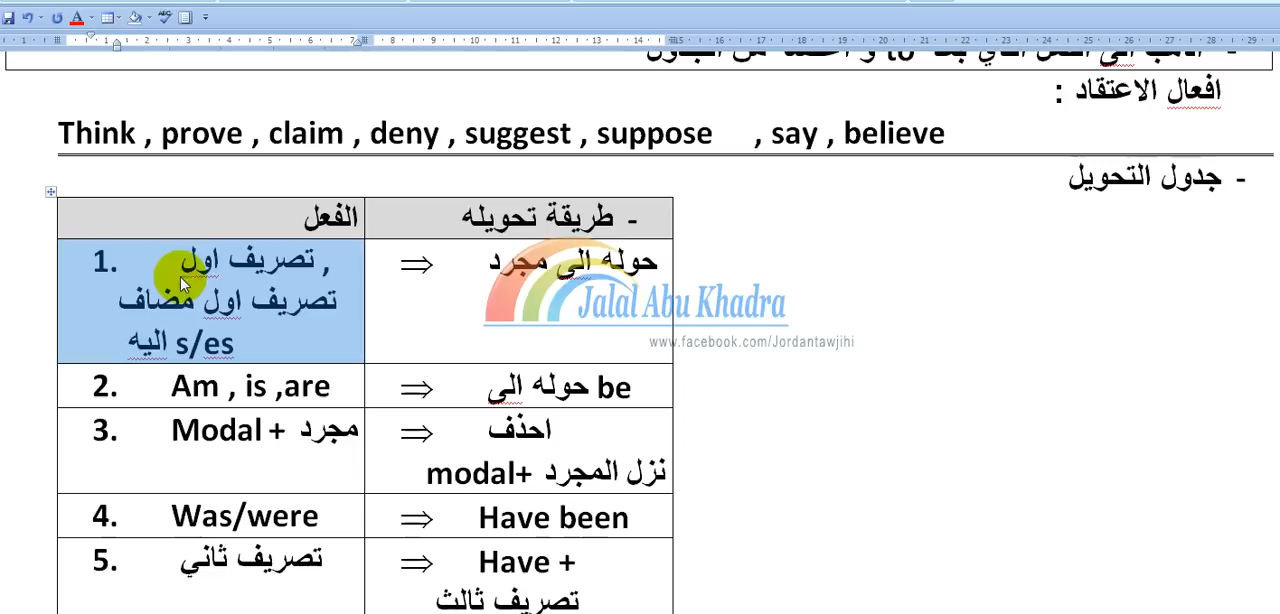 افعال الاعتقاد :
Think , prove , claim , deny , suggest , suppose , say , believe
- جدول التحويل
الفعل
- طريقة تحويله
1. تصريف اول ,
تصريف اول مضاف
اليه s/es
⇒ حوله الى مجرد
2. Am , is ,are
⇒ حوله الى be
3. Modal + مجرد
⇒ احذف
modal+ نزل المجرد
4. Was/were
⇒ Have been
5. تصريف ثاني
⇒ Have +
تصريف ثالث
Jalal Abu Khadra
www.facebook.com/Jordantawjihi